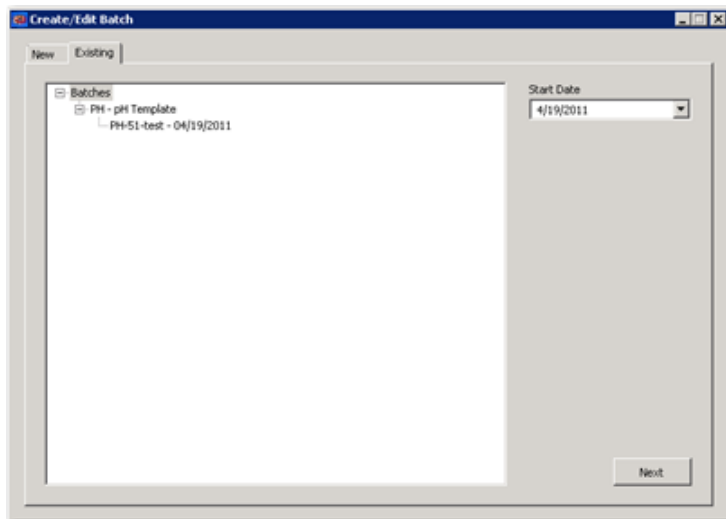 Create/Edit Batch
New Existing
Batches
PH - pH Template
PH-51-test - 04/19/2011
Start Date
4/19/2011
Next